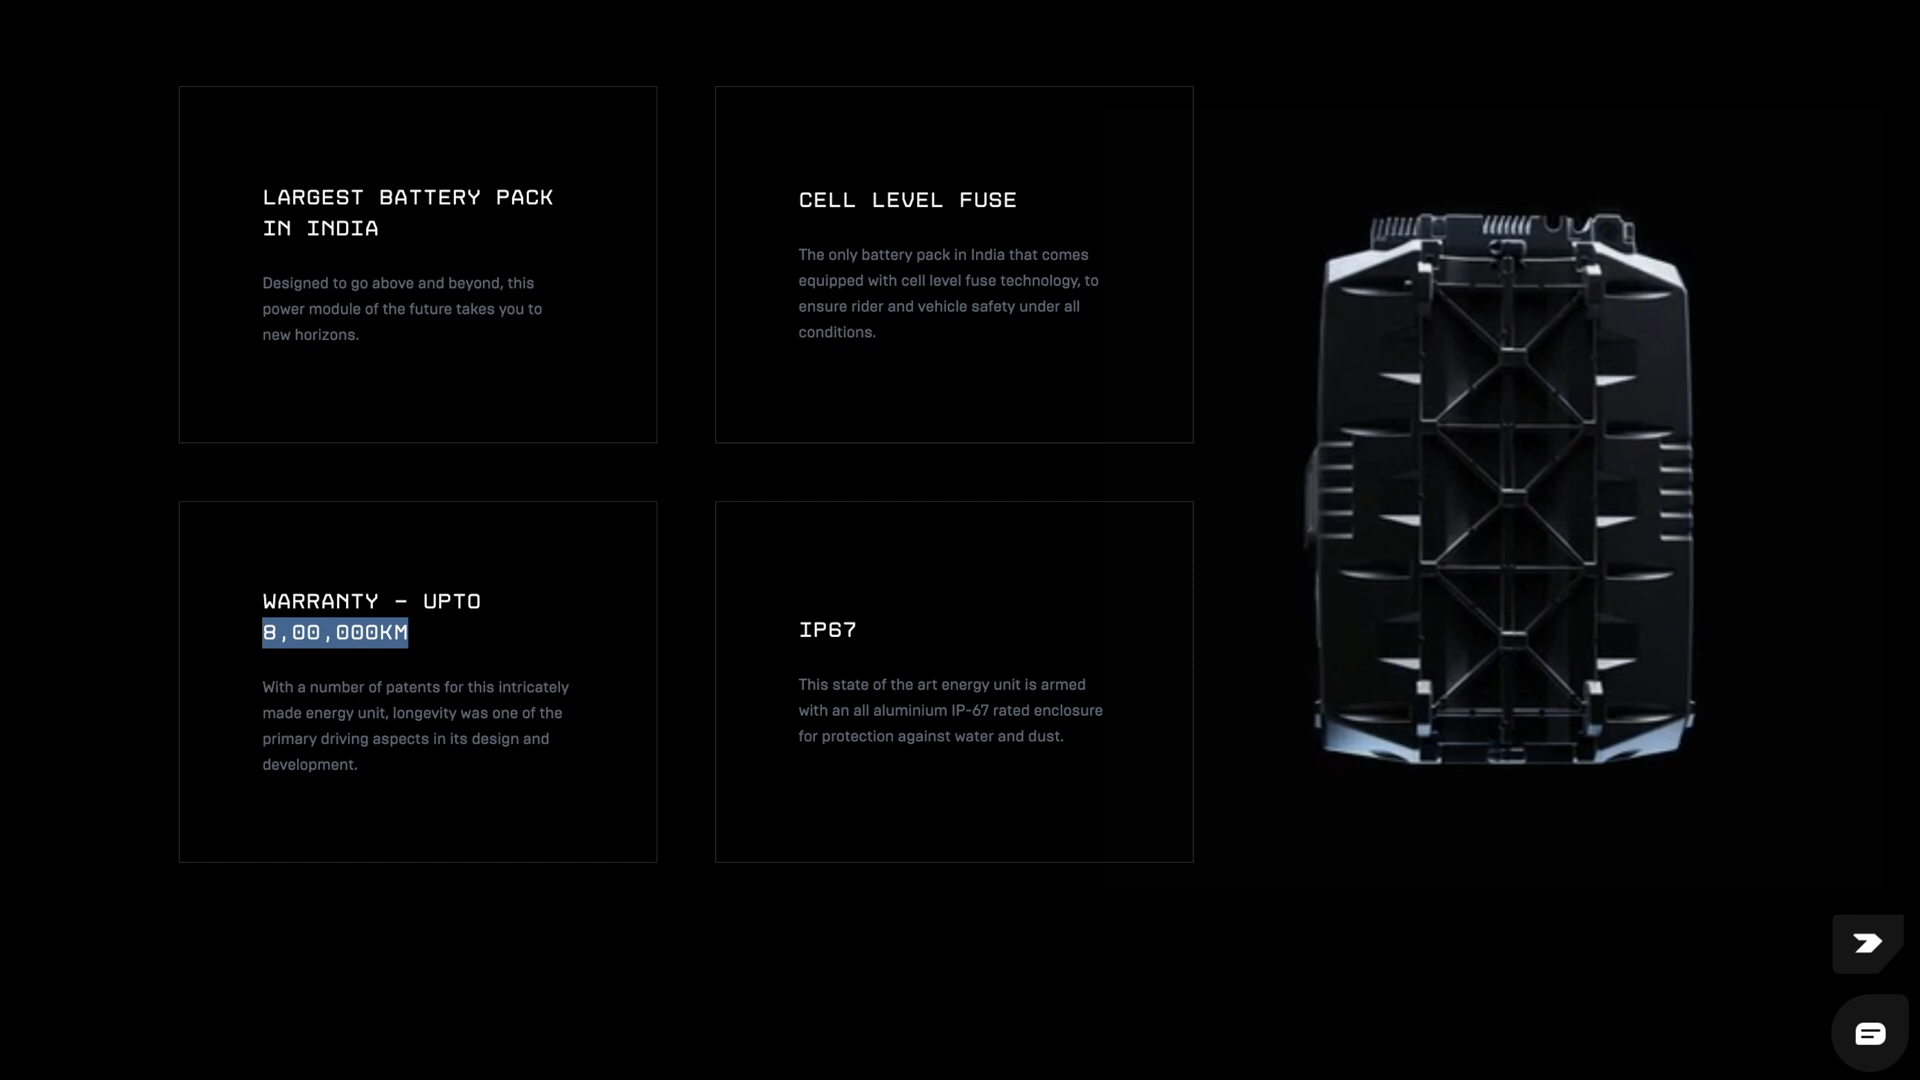 LARGEST BATTERY PACK
IN INDIA
Designed to go above and beyond, this
power module of the future takes you to
new horizons.
CELL LEVEL FUSE
The only battery pack in India that comes
equipped with cell level fuse technology, to
ensure rider and vehicle safety under all
conditions.
WARRANTY – UPTO
8,00,000KM
With a number of patents for this intricately
made energy unit, longevity was one of the
primary driving aspects in its design and
development.
IP67
This state of the art energy unit is armed
with an all aluminium IP-67 rated enclosure
for protection against water and dust.